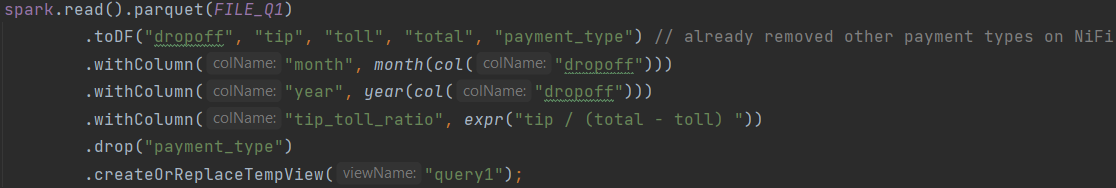 spark.read().parquet(FILE_Q1)
.toDF("dropoff", "tip", "toll", "total", "payment_type") // already removed other payment types on NiFi
.withColumn( colName: "month", month(col( colName: "dropoff")))
.withColumn( colName: "year", year(col( colName: "dropoff")))
.withColumn( colName: "tip_toll_ratio", expr("tip / (total - toll) "))
.drop("payment_type")
.createOrReplaceTempView( viewName: "query1");